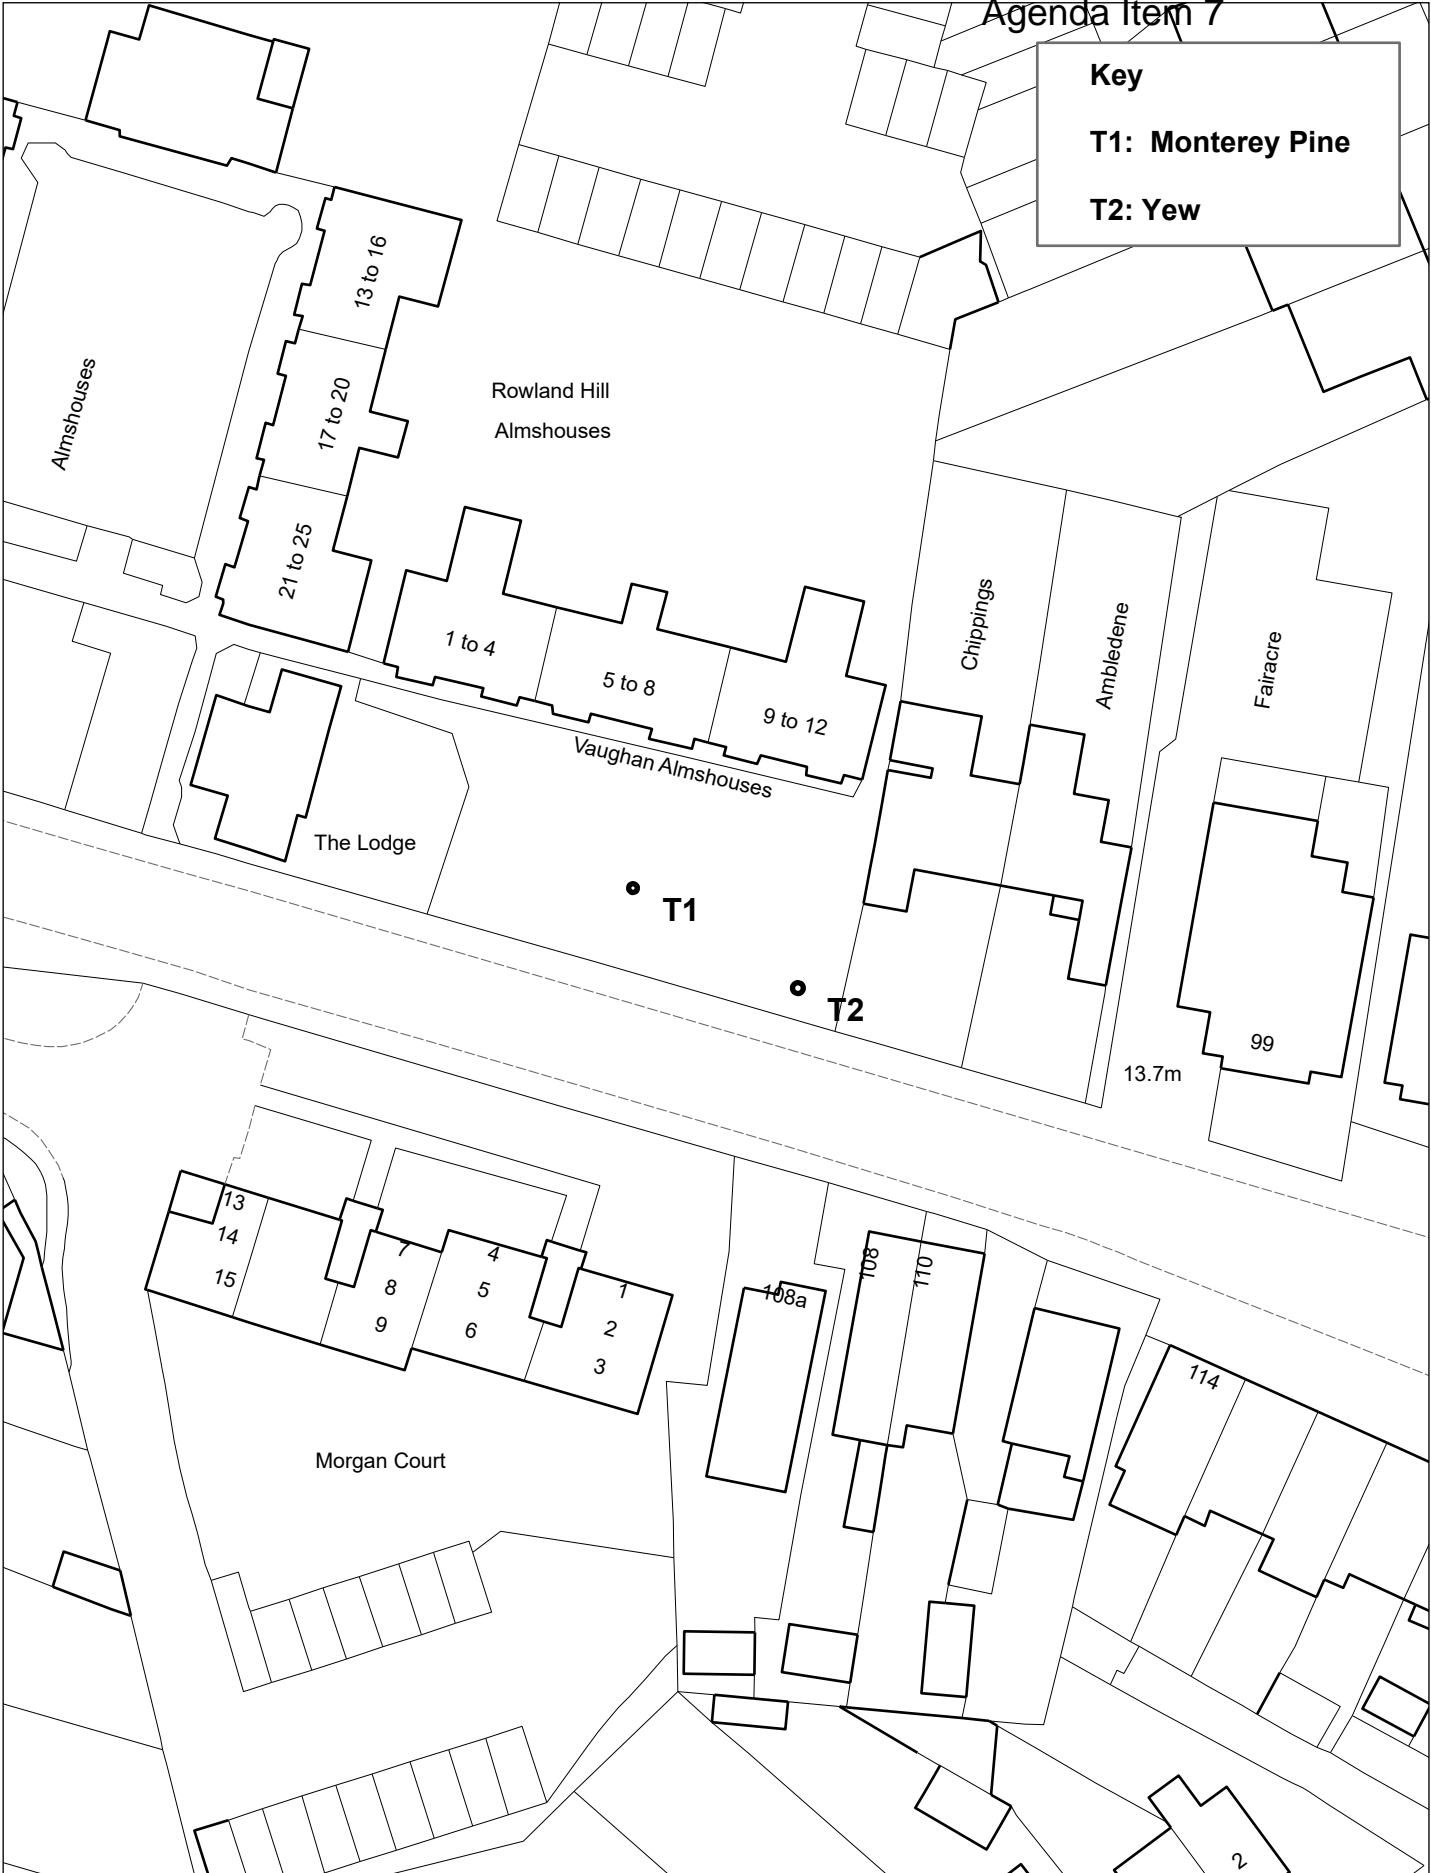 Agenda Item 7
Key
T1: Monterey Pine
T2: Yew
13 to 16
17 to 20
21 to 25
Almshouses
Rowland Hill
Almshouses
1 to 4
5 to 8
9 to 12
Vaughan Almshouses
The Lodge
Chippings
Ambledene
Fairacre
T1
T2
99
13.7m
13
14
15
7
8
9
4
5
6
1
2
3
108a
108
110
114
Morgan Court
2